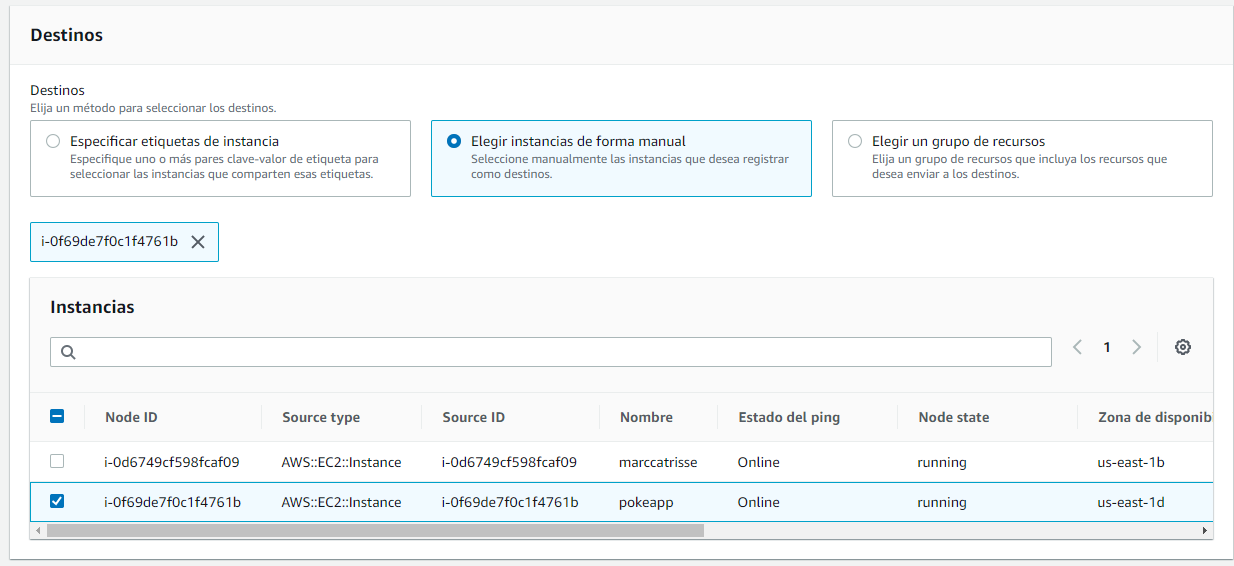 Destinos
Destinos
Elija un método para seleccionar los destinos.
Especificar etiquetas de instancia
Especifique uno o más pares clave-valor de etiqueta para
seleccionar las instancias que comparten esas etiquetas.
Elegir instancias de forma manual
Seleccione manualmente las instancias que desea registrar
como destinos.
Elegir un grupo de recursos
Elija un grupo de recursos que incluya los recursos que
desea enviar a los destinos.
i-0f69de7f0c1f4761b
Instancias
1
Node ID Source type Source ID Nombre Estado del ping Node state Zona de disponib
i-0d6749cf598fcaf09 AWS::EC2::Instance i-0d6749cf598fcaf09 marccatrisse Online running us-east-1b
i-0f69de7f0c1f4761b AWS::EC2::Instance i-0f69de7f0c1f4761b pokeapp Online running us-east-1d